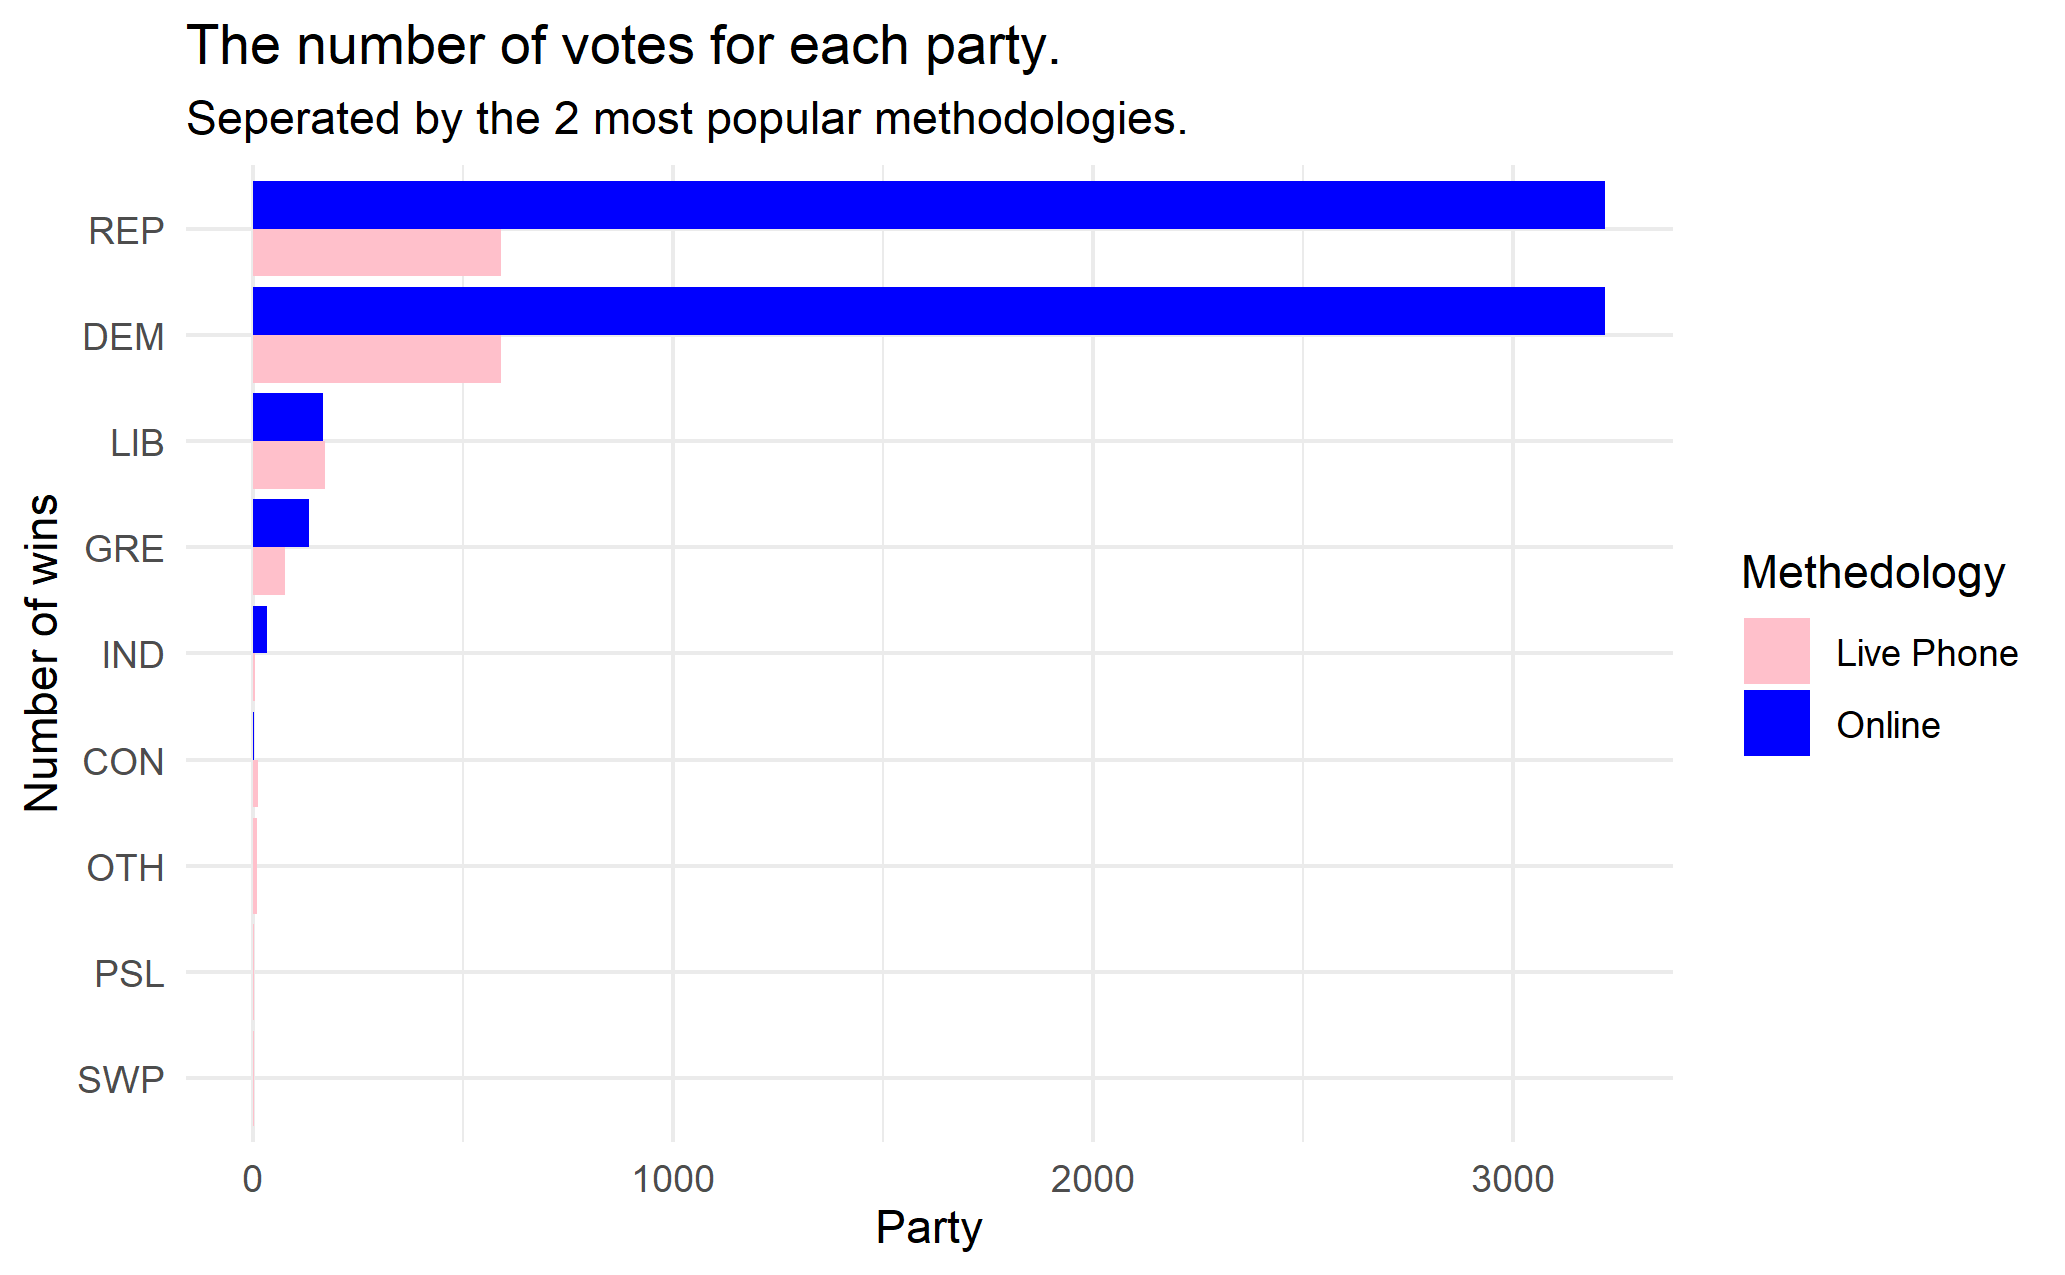 The number of votes for each party.
Seperated by the 2 most popular methodologies.
Number of wins
REP
DEM
LIB
GRE
IND
CON
OTH
PSL
SWP
0 1000 2000 3000
Party
Methedology
Live Phone
Online